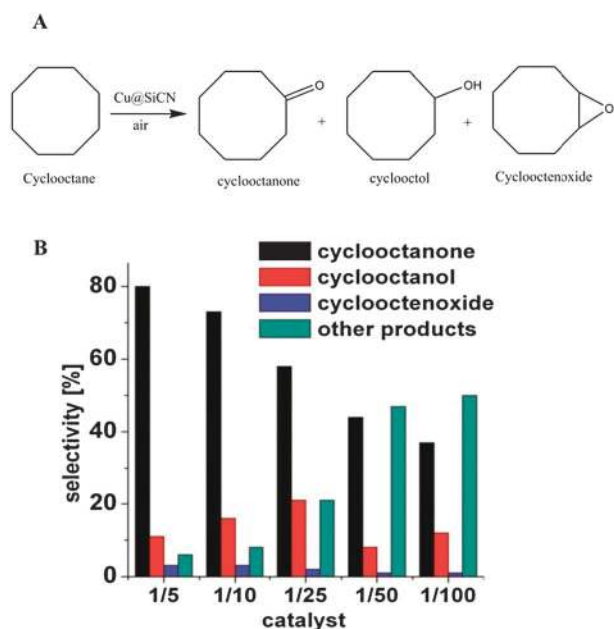 A
Cu@SiCN
air
O
OH
O
+
+
Cyclooctane
cyclooctanone
cyclooctol
Cyclooctenoxide
B
cyclooctanone
cyclooctanol
cyclooctenoxide
other products
selectivity [%]
80
60
40
20
0
1/5 1/10 1/25 1/50 1/100
catalyst